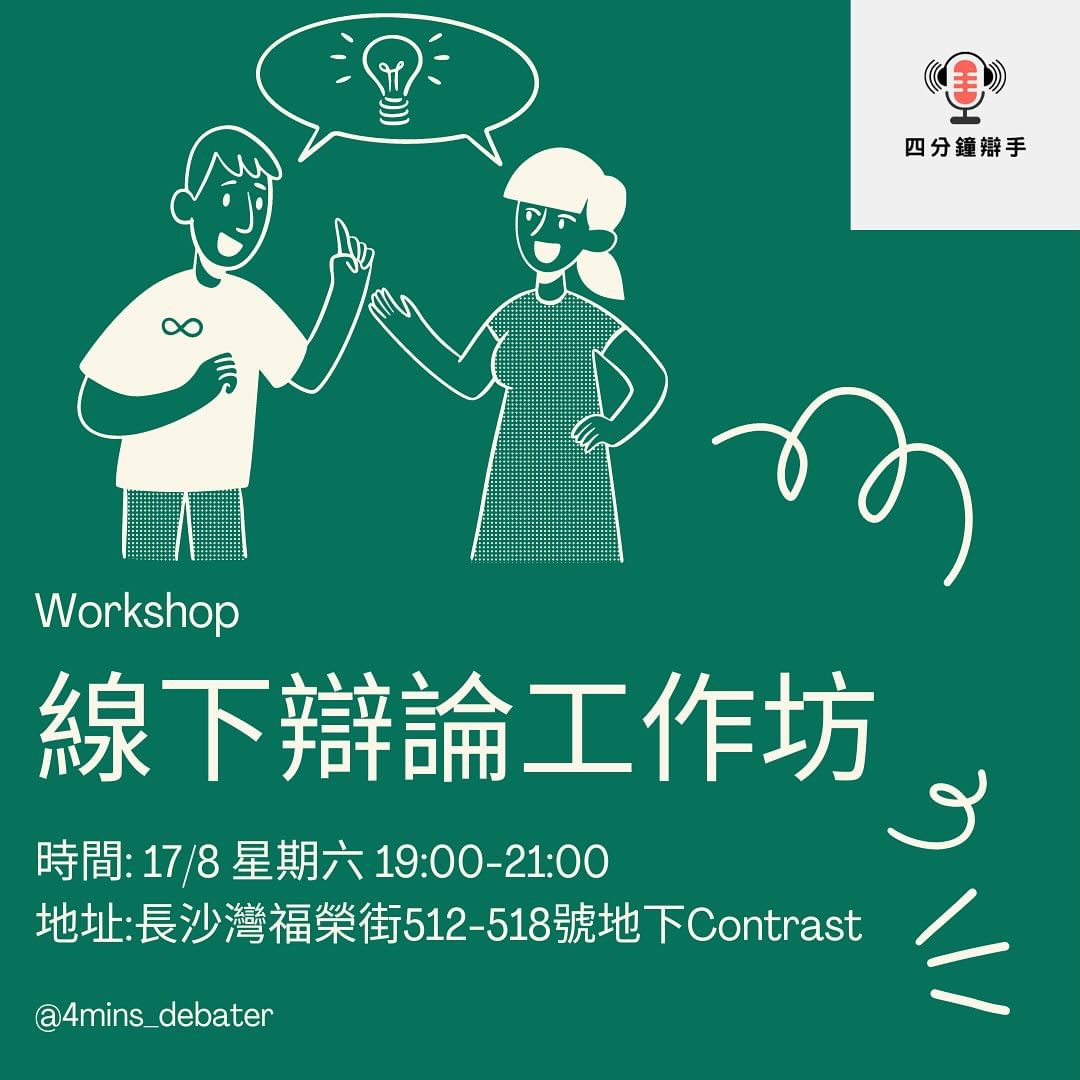 四分鐘辯手
Workshop
線下辯論工作坊
時間: 17/8 星期六 19:00-21:00
地址:長沙灣福榮街512-518號地下Contrast
@4mins_debater